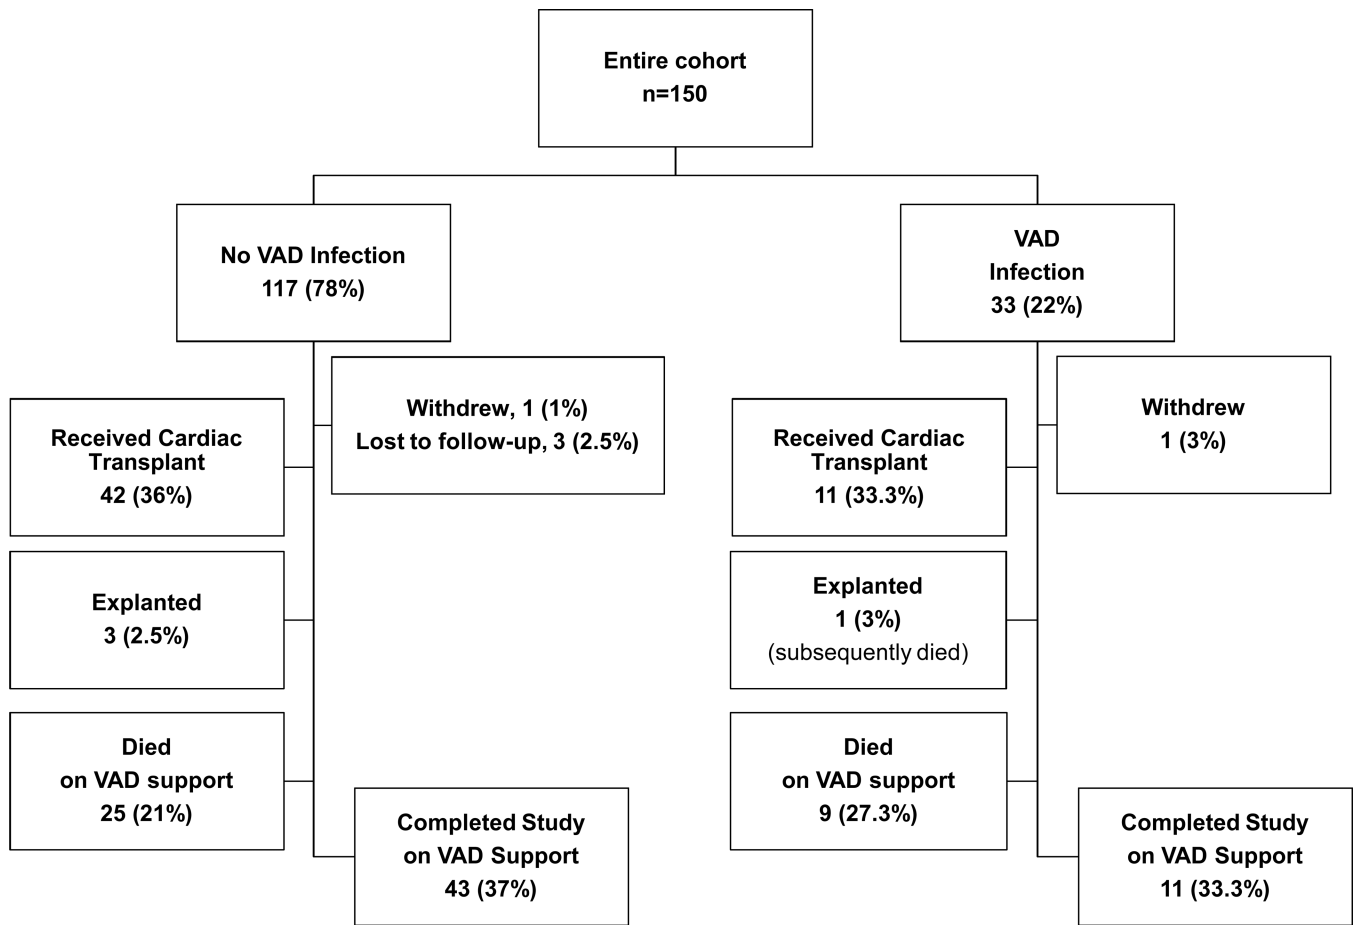 Entire cohort
n=150
No VAD Infection
117 (78%)
VAD
Infection
33 (22%)
Withdrew, 1 (1%)
Lost to follow-up, 3 (2.5%)
Received Cardiac
Transplant
42 (36%)
Explanted
3 (2.5%)
Died
on VAD support
25 (21%)
Completed Study
on VAD Support
43 (37%)
Withdrew
1 (3%)
Received Cardiac
Transplant
11 (33.3%)
Explanted
1 (3%)
(subsequently died)
Died
on VAD support
9 (27.3%)
Completed Study
on VAD Support
11 (33.3%)